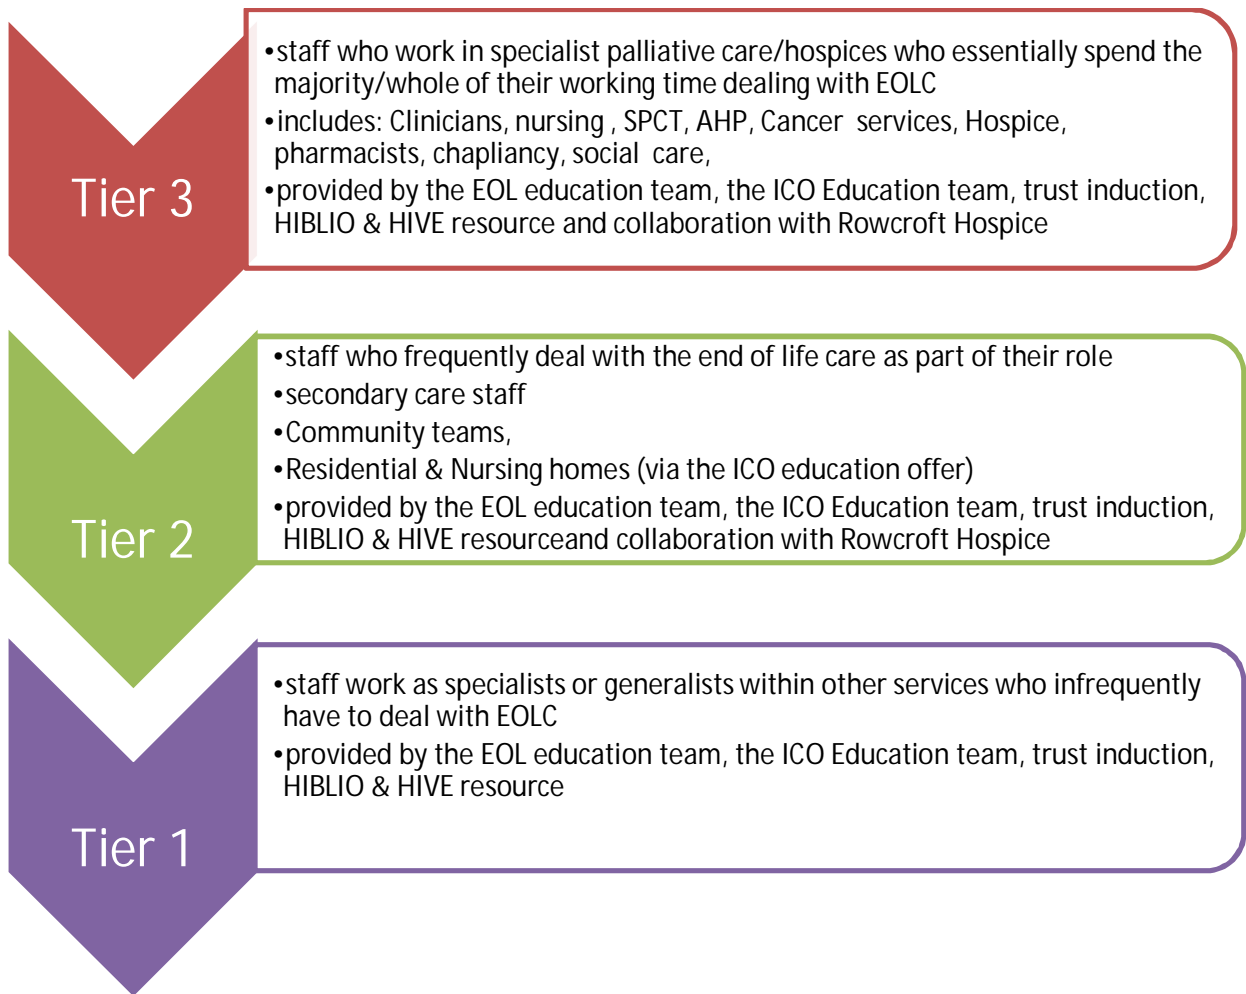 Tier 3
•staff who work in specialist palliative care/hospices who essentially spend the
majority/whole of their working time dealing with EOLC
•includes: Clinicians, nursing , SPCT, AHP, Cancer services, Hospice,
pharmacists, chapliancy, social care,
•provided by the EOL education team, the ICO Education team, trust induction,
HIBLIO & HIVE resource and collaboration with Rowcroft Hospice
Tier 2
•staff who frequently deal with the end of life care as part of their role
•secondary care staff
•Community teams,
•Residential & Nursing homes (via the ICO education offer)
•provided by the EOL education team, the ICO Education team, trust induction,
HIBLIO & HIVE resourceand collaboration with Rowcroft Hospice
Tier 1
•staff work as specialists or generalists within other services who infrequently
have to deal with EOLC
•provided by the EOL education team, the ICO Education team, trust induction,
HIBLIO & HIVE resource